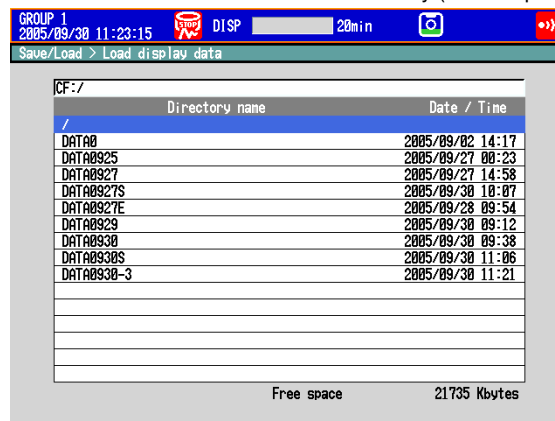 GROUP 1
2005/09/30 11:23:15 STOP DISP 20min
Save/Load > Load display data
CF:/
Directory name Date / Time
/
DATA0 2005/09/02 14:17
DATA0925 2005/09/27 00:23
DATA0927 2005/09/27 14:58
DATA0927S 2005/09/30 10:07
DATA0927E 2005/09/28 09:54
DATA0929 2005/09/30 09:12
DATA0930 2005/09/30 09:38
DATA0930S 2005/09/30 11:06
DATA0930-3 2005/09/30 11:21
Free space 21735 Kbytes